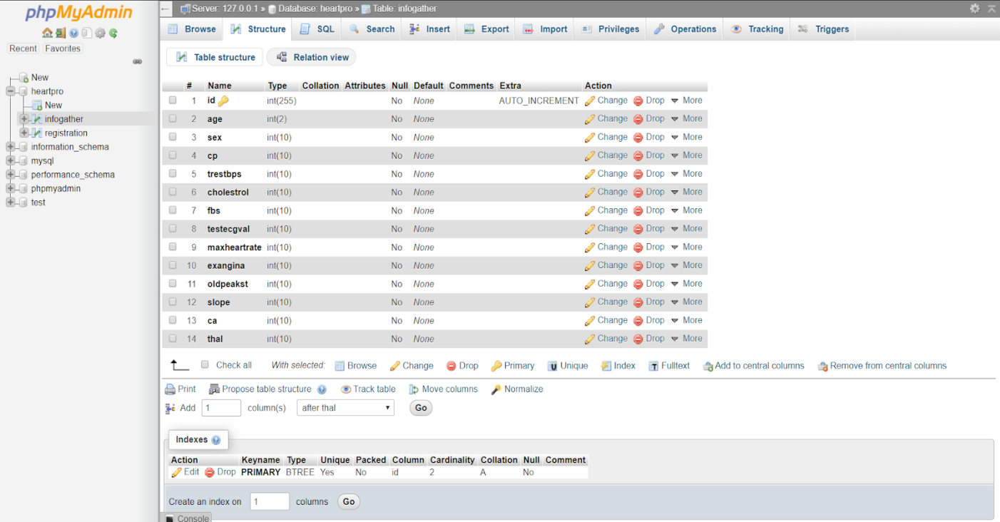 phpMyAdmin
Recent Favorites
New
heartpro
New
infogather
registration
information_schema
mysql
performance_schema
phpmyadmin
test
Server: 127.0.0.1 » Database: heartpro » Table: infogather
Browse Structure SQL Search Insert Export Import Privileges Operations Tracking Triggers
Table structure Relation view
# Name Type Collation Attributes Null Default Comments Extra Action
1 id int(255) No None AUTO_INCREMENT Change Drop More
2 age int(2) No None Change Drop More
3 sex int(10) No None Change Drop More
4 cp int(10) No None Change Drop More
5 trestbps int(10) No None Change Drop More
6 cholestrol int(10) No None Change Drop More
7 fbs int(10) No None Change Drop More
8 testecgval int(10) No None Change Drop More
9 maxheartrate int(10) No None Change Drop More
10 exangina int(10) No None Change Drop More
11 oldpeakst int(10) No None Change Drop More
12 slope int(10) No None Change Drop More
13 ca int(10) No None Change Drop More
14 thal int(10) No None Change Drop More
Check all With selected: Browse Change Drop Primary Unique Index Fulltext Add to central columns Remove from central columns
Print Propose table structure Track table Move columns Normalize
Add 1 column(s) after thal Go
Indexes
Action Keyname Type Unique Packed Column Cardinality Collation Null Comment
Edit Drop PRIMARY BTREE Yes No id 2 A No
Create an index on 1 columns Go
Console